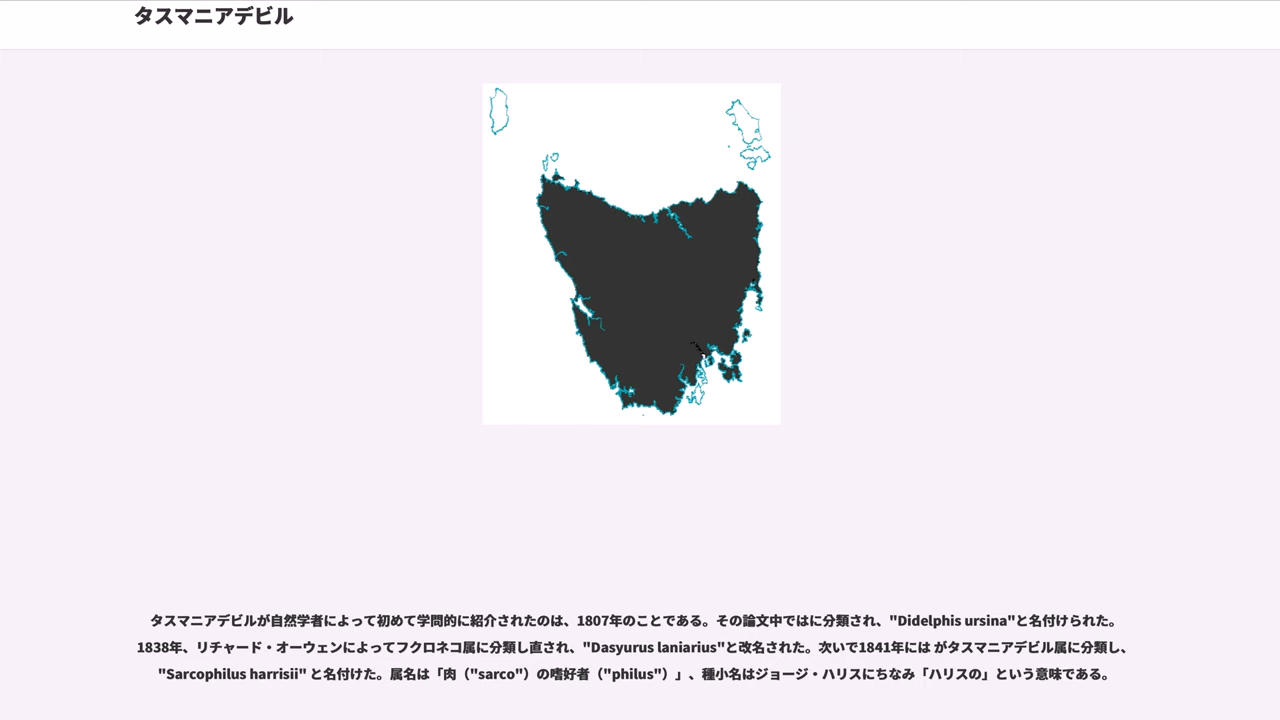 タスマニアデビル
タスマニアデビルが自然学者によって初めて学問的に紹介されたのは、1807年のことである。その論文中ではに分類され、"Didelphis ursina"と名付けられた。
1838年、リチャード・オーウェンによってフクロネコ属に分類し直され、"Dasyurus laniarius"と改名された。次いで1841年には がタスマニアデビル属に分類し、
"Sarcophilus harrisii" と名付けた。属名は「肉（"sarco"）の嗜好者（"philus"）」、種小名はジョージ・ハリスにちなみ「ハリスの」という意味である。